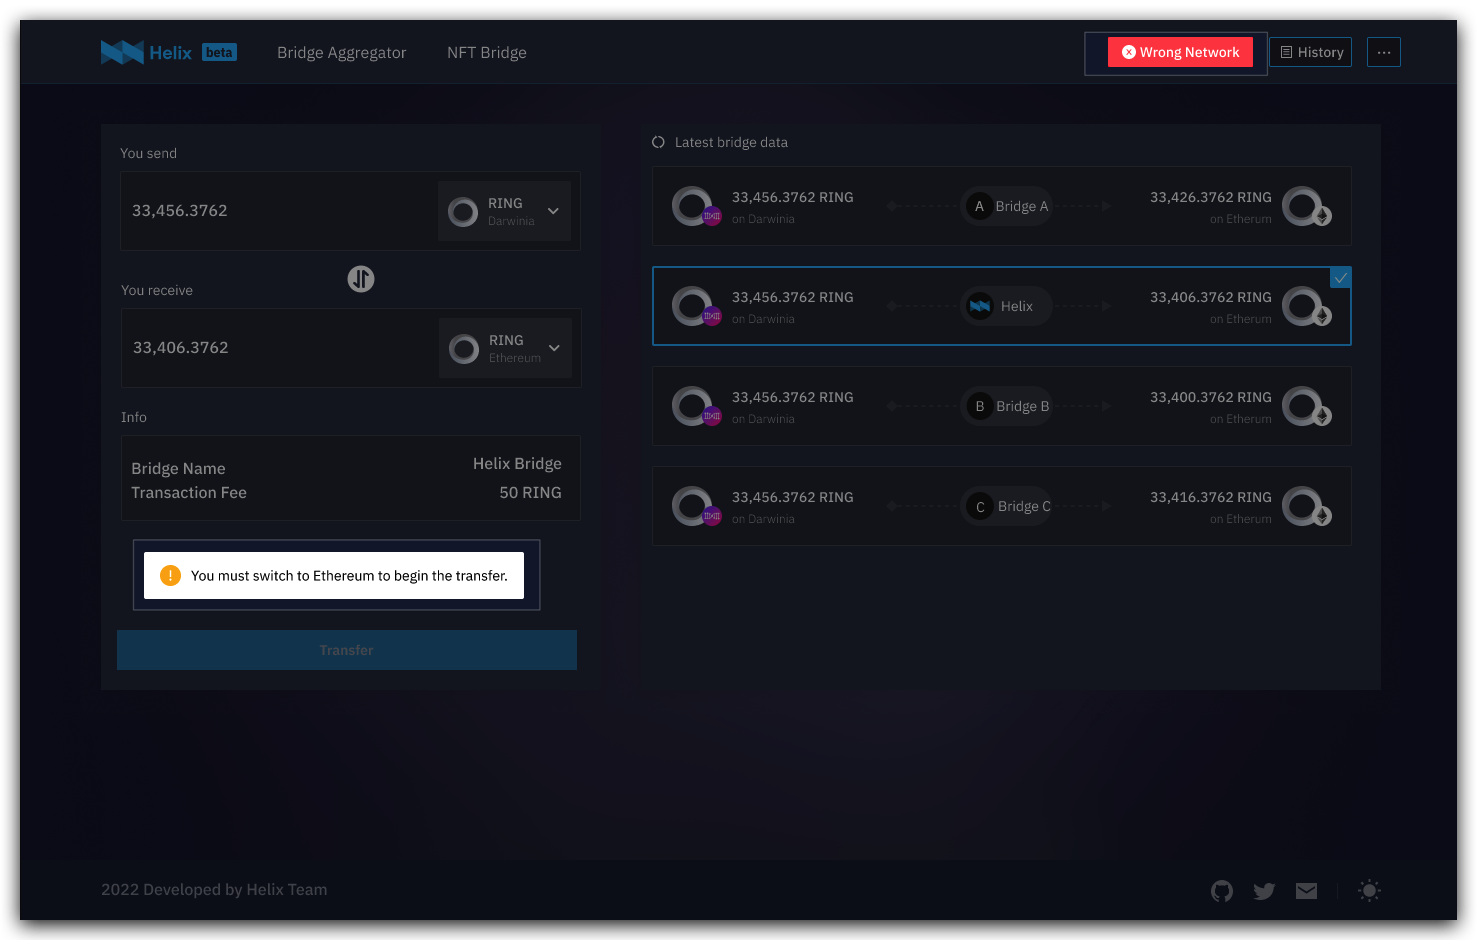 Helix beta
Bridge Aggregator
NFT Bridge
Wrong Network
History
You send
33,456.3762
RING
Darwinia
You receive
33,406.3762
RING
Ethereum
Info
Bridge Name
Helix Bridge
Transaction Fee
50 RING
You must switch to Ethereum to begin the transfer.
Transfer
Latest bridge data
33,456.3762 RING
on Darwinia
A Bridge A
33,426.3762 RING
on Etherum
33,456.3762 RING
on Darwinia
Helix
33,406.3762 RING
on Etherum
33,456.3762 RING
on Darwinia
B Bridge B
33,400.3762 RING
on Etherum
33,456.3762 RING
on Darwinia
C Bridge C
33,416.3762 RING
on Etherum
2022 Developed by Helix Team